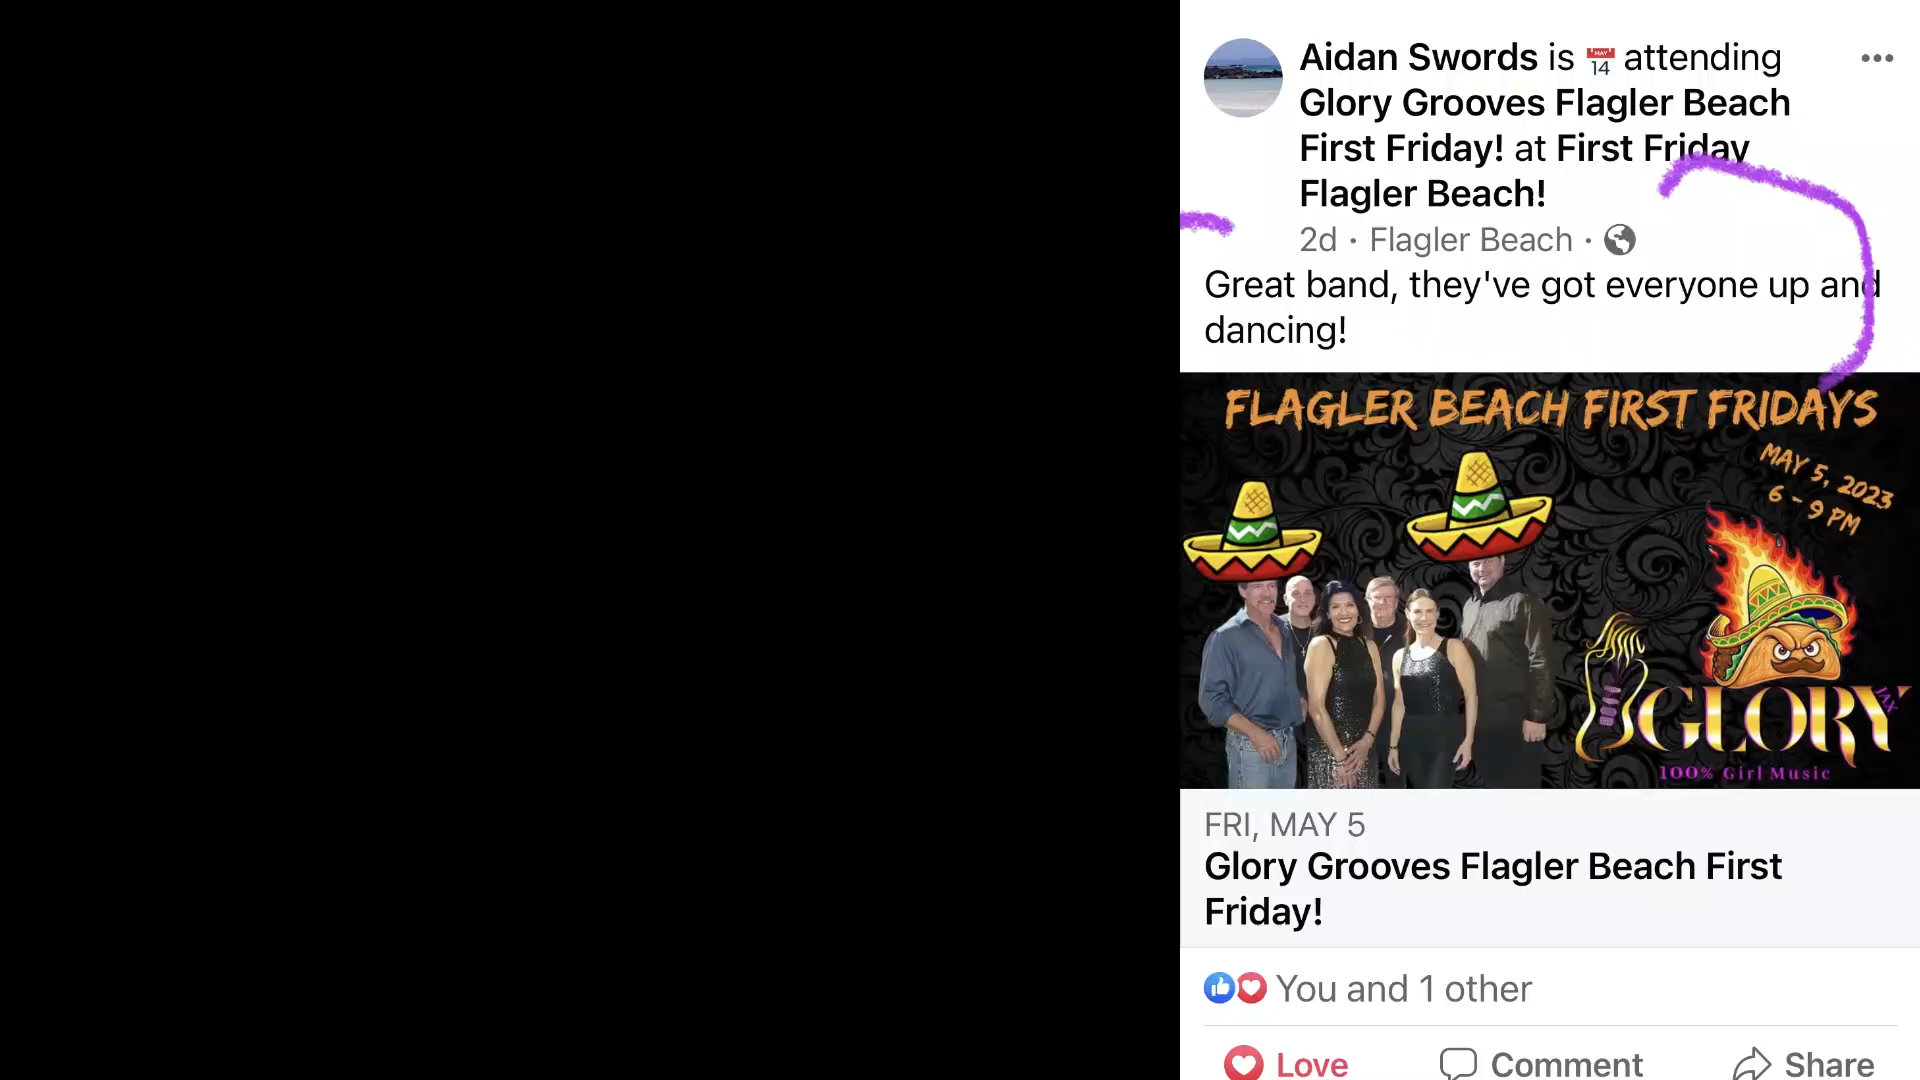 Aidan Swords is MAY 14 attending
Glory Grooves Flagler Beach
First Friday! at First Friday
Flagler Beach!
2d · Flagler Beach ·
Great band, they've got everyone up and
dancing!
FLAGLER BEACH FIRST FRIDAYS
MAY 5, 2023
6 - 9 PM
GLORY
JAX
100% Girl Music
FRI, MAY 5
Glory Grooves Flagler Beach First
Friday!
You and 1 other
Love Comment Share